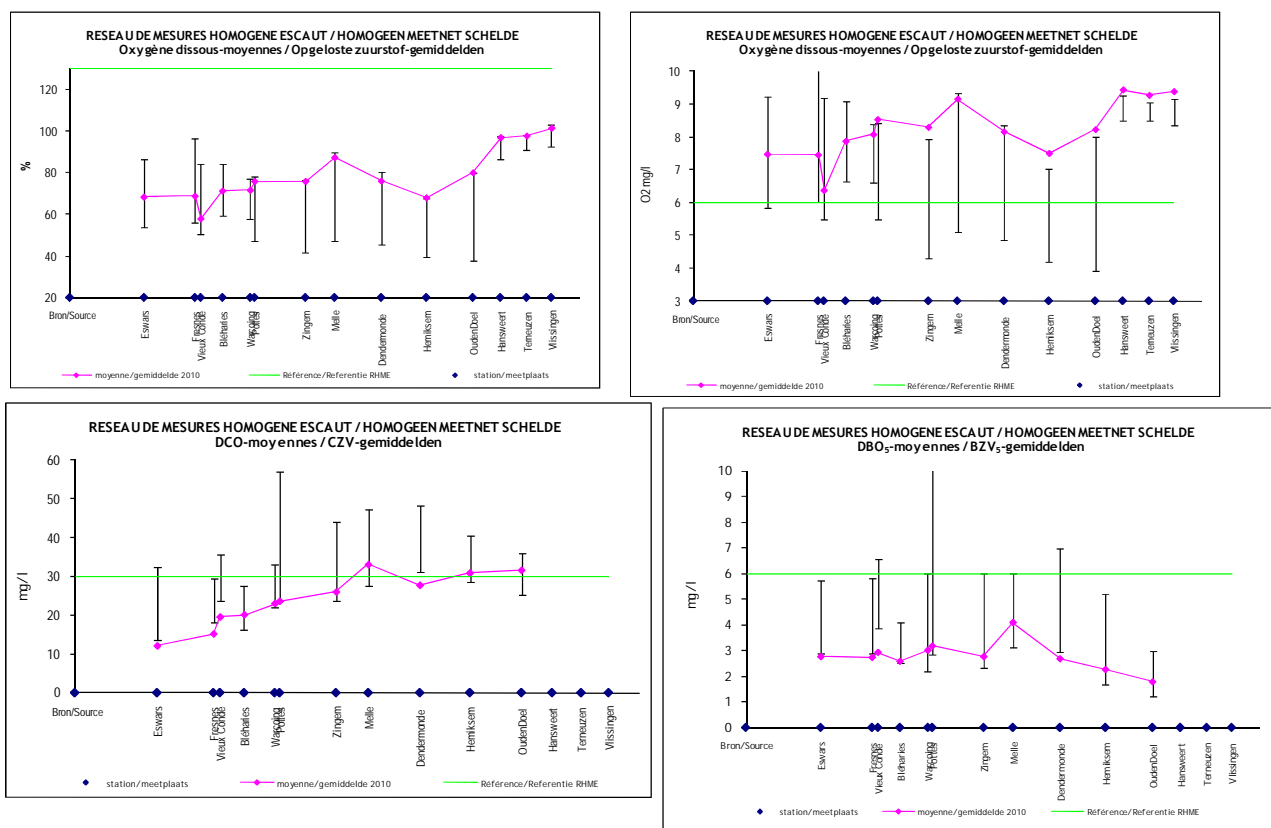 RESEAU DE MESURES HOMOGENE ESCAUT / HOMOGEEN MEETNET SCHELDE
Oxygène dissous-moyennes / Opgeloste zuurstof-gemiddelden
%
120
100
80
60
40
20
Bron/Source
Eswars
Fresnes
Vieux Condé
Bléharies
Warcoing
Pottes
Zingem
Melle
Dendermonde
Hemiksem
OudenDoel
Hansweert
Terneuzen
Vlissingen
moyenne/gemiddelde 2010
Référence/Referentie RHME
station/meetplaats
RESEAU DE MESURES HOMOGENE ESCAUT / HOMOGEEN MEETNET SCHELDE
Oxygène dissous-moyennes / Opgeloste zuurstof-gemiddelden
O2 mg/l
10
9
8
7
6
5
4
3
Bron/Source
Eswars
Fresnes
Vieux Condé
Bléharies
Warcoing
Pottes
Zingem
Melle
Dendermonde
Hemiksem
OudenDoel
Hansweert
Terneuzen
Vlissingen
moyenne/gemiddelde 2010
Référence/Referentie RHME
station/meetplaats
RESEAU DE MESURES HOMOGENE ESCAUT / HOMOGEEN MEETNET SCHELDE
DCO-moyennes / CZV-gemiddelden
mg/l
60
50
40
30
20
10
0
Bron/Source
Eswars
Fresnes
Vieux Condé
Bléharies
Warcoing
Pottes
Zingem
Melle
Dendermonde
Hemiksem
OudenDoel
Hansweert
Terneuzen
Vlissingen
station/meetplaats
moyenne/gemiddelde 2010
Référence/Referentie RHME
RESEAU DE MESURES HOMOGENE ESCAUT / HOMOGEEN MEETNET SCHELDE
DBO₅-moyennes / BZV₅-gemiddelden
mg/l
10
9
8
7
6
5
4
3
2
1
0
Bron/Source
Eswars
Fresnes
Vieux Condé
Bléharies
Warcoing
Pottes
Zingem
Melle
Dendermonde
Hemiksem
OudenDoel
Hansweert
Terneuzen
Vlissingen
station/meetplaats
moyenne/gemiddelde 2010
Référence/Referentie RHME